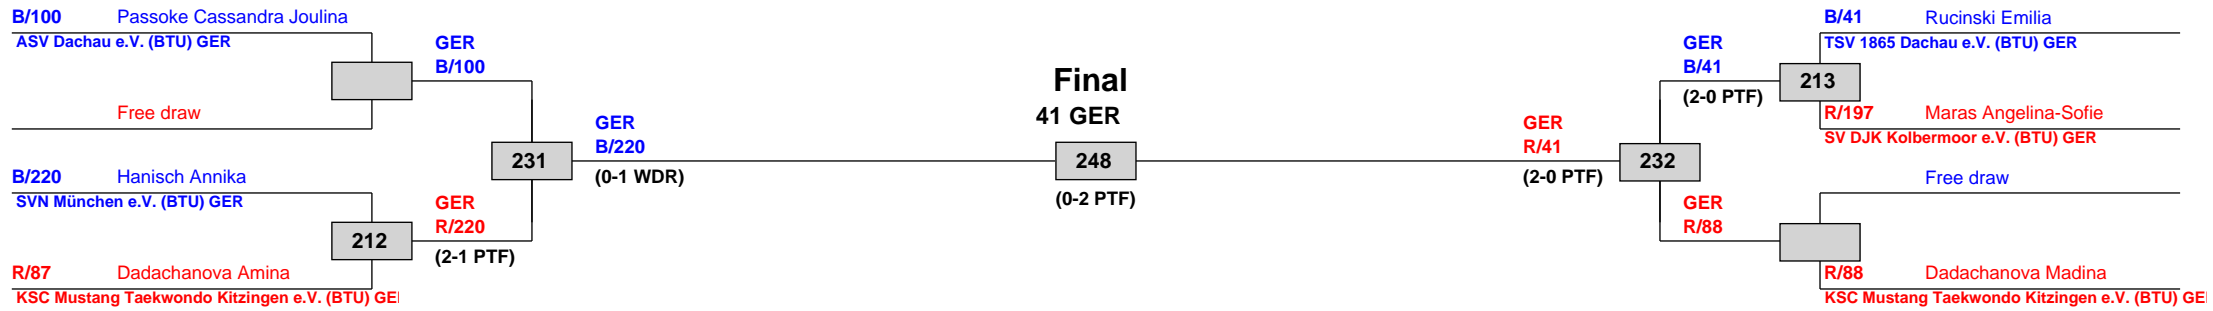 B/100 Passoke Cassandra Joulina
ASV Dachau e.V. (BTU) GER
Free draw
B/220 Hanisch Annika
SVN München e.V. (BTU) GER
R/87 Dadachanova Amina
KSC Mustang Taekwondo Kitzingen e.V. (BTU) GE
212
GER
B/100
GER
R/220
(2-1 PTF)
231
GER
B/220
(0-1 WDR)
Final
41 GER
248
(0-2 PTF)
GER
R/41
(2-0 PTF)
232
GER
B/41
(2-0 PTF)
GER
R/88
213
B/41 Rucinski Emilia
TSV 1865 Dachau e.V. (BTU) GER
R/197 Maras Angelina-Sofie
SV DJK Kolbermoor e.V. (BTU) GER
Free draw
R/88 Dadachanova Madina
KSC Mustang Taekwondo Kitzingen e.V. (BTU) GE